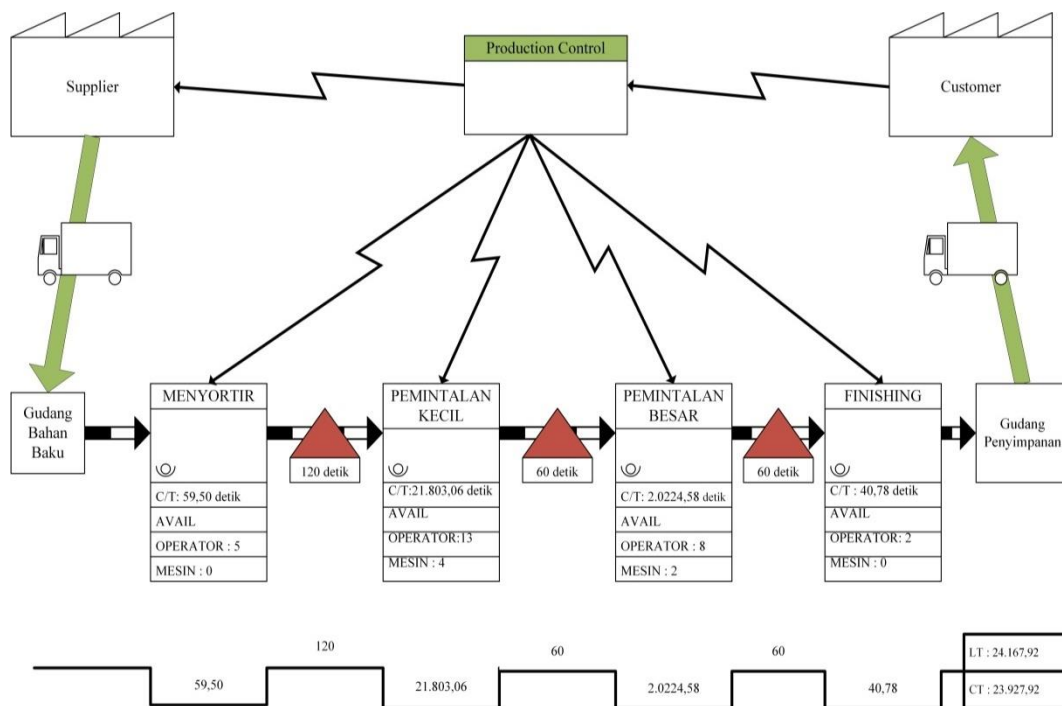 Supplier
Production Control
Customer
Gudang
Bahan
Baku
MENYORTIR
C/T: 59,50 detik
AVAIL
OPERATOR : 5
MESIN : 0
120 detik
PEMINTALAN
KECIL
C/T:21.803,06 detik
AVAIL
OPERATOR:13
MESIN : 4
60 detik
PEMINTALAN
BESAR
C/T: 2.0224,58 detik
AVAIL
OPERATOR : 8
MESIN : 2
60 detik
FINISHING
C/T : 40,78 detik
AVAIL
OPERATOR: 2
MESIN : 0
Gudang
Penyimpanan
120
60
60
LT : 24.167,92
59,50
21.803,06
2.0224,58
40,78
CT : 23.927,92